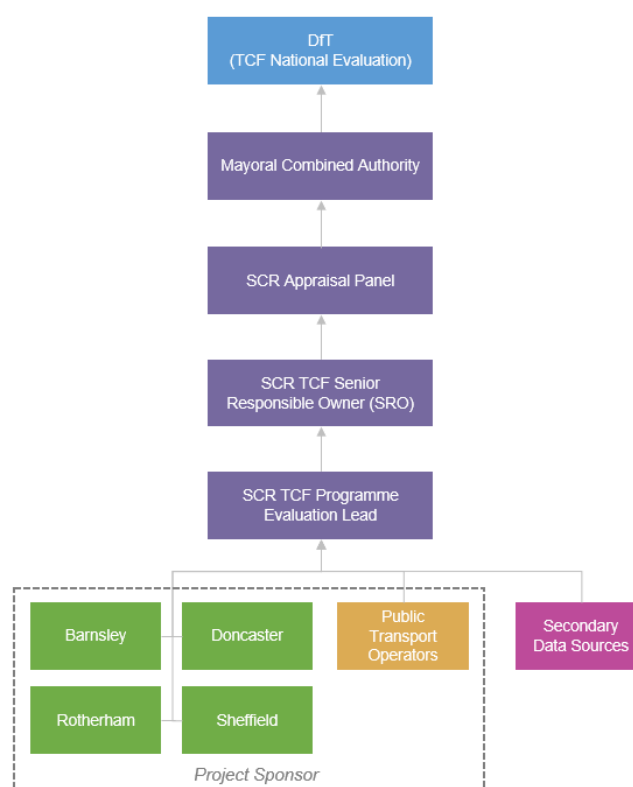 DfT
(TCF National Evaluation)
Mayoral Combined Authority
SCR Appraisal Panel
SCR TCF Senior
Responsible Owner (SRO)
SCR TCF Programme
Evaluation Lead
Barnsley
Doncaster
Public
Transport
Operators
Secondary
Data Sources
Rotherham
Sheffield
Project Sponsor